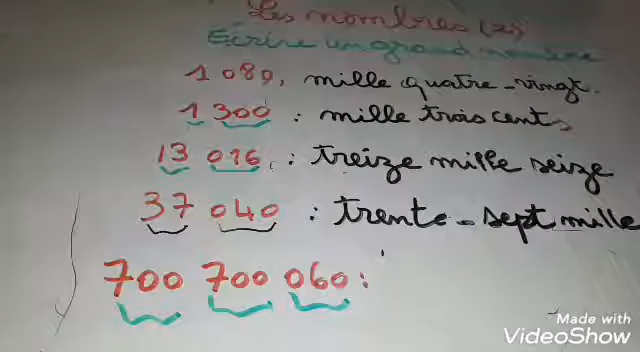 Les nombres (2)
Ecrire un grand nombre
1 080, mille quatre-vingt.
1 300 : mille trois cents
13 016 : treize mille seize
37 040 : trente-sept mille
700 700 060 :
Made with
VideoShow